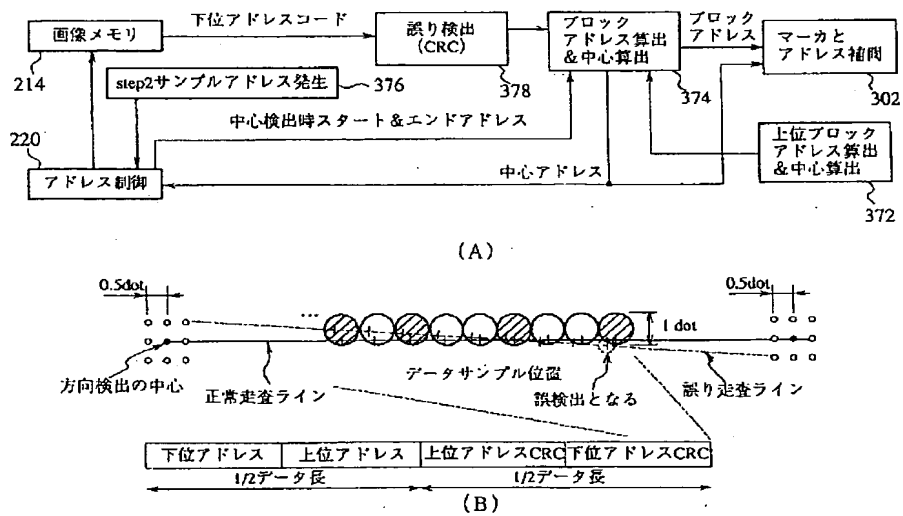 画像メモリ
214
下位アドレスコード
誤り検出
(CRC)
378
ブロック
アドレス算出
&中心算出
374
ブロック
アドレス
マーカと
アドレス補間
302
step2サンプルアドレス発生
376
中心検出時スタート&エンドアドレス
220
アドレス制御
中心アドレス
上位ブロック
アドレス算出
&中心算出
372
(A)
0.5dot
...
1 dot
0.5dot
方向検出の中心
正常走査ライン
データサンプル位置
誤検出となる
誤り走査ライン
下位アドレス
上位アドレス
上位アドレスCRC
下位アドレスCRC
1/2データ長
1/2データ長
(B)